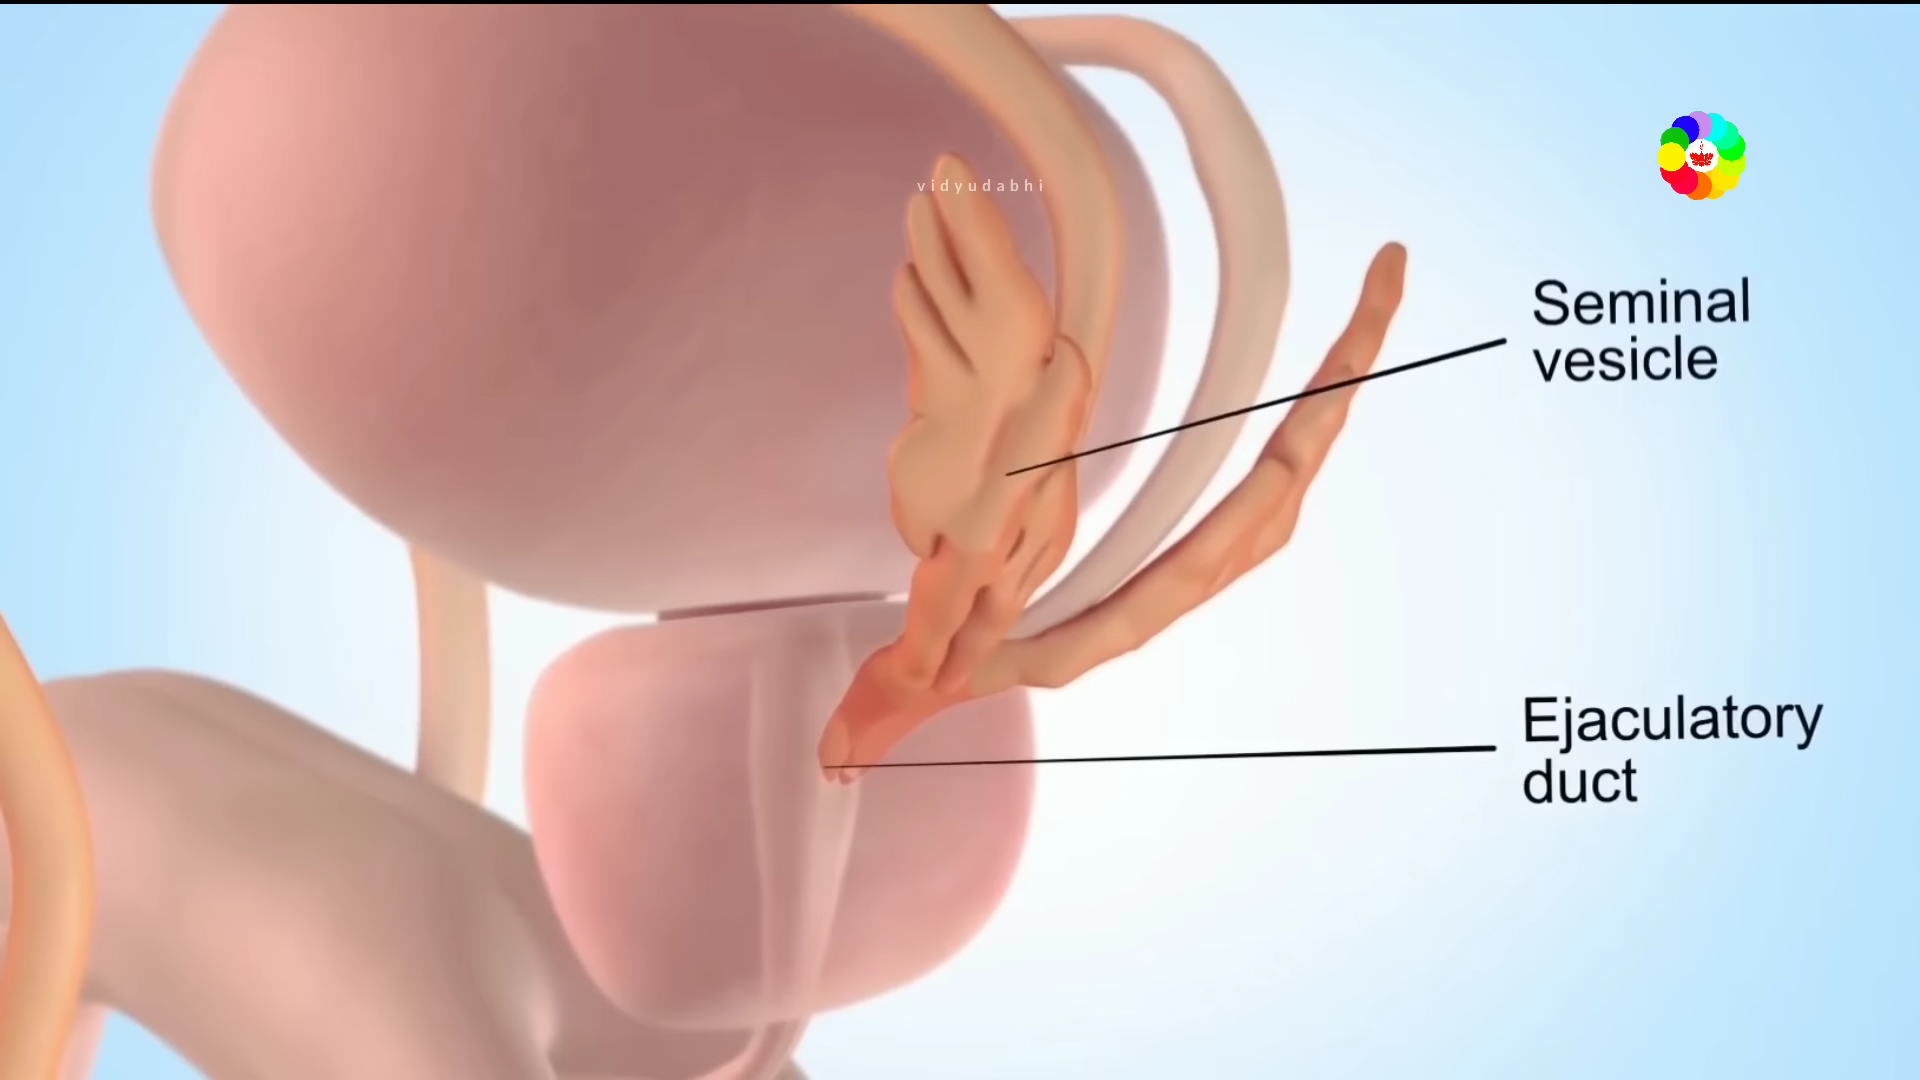 vidyudabhi
Seminal
vesicle
Ejaculatory
duct